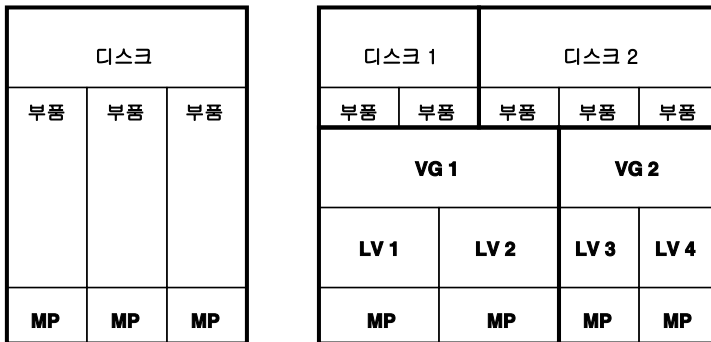 디스크
부품 부품 부품
MP MP MP
디스크 1 디스크 2
부품 부품 부품 부품 부품
VG 1 VG 2
LV 1 LV 2 LV 3 LV 4
MP MP MP MP